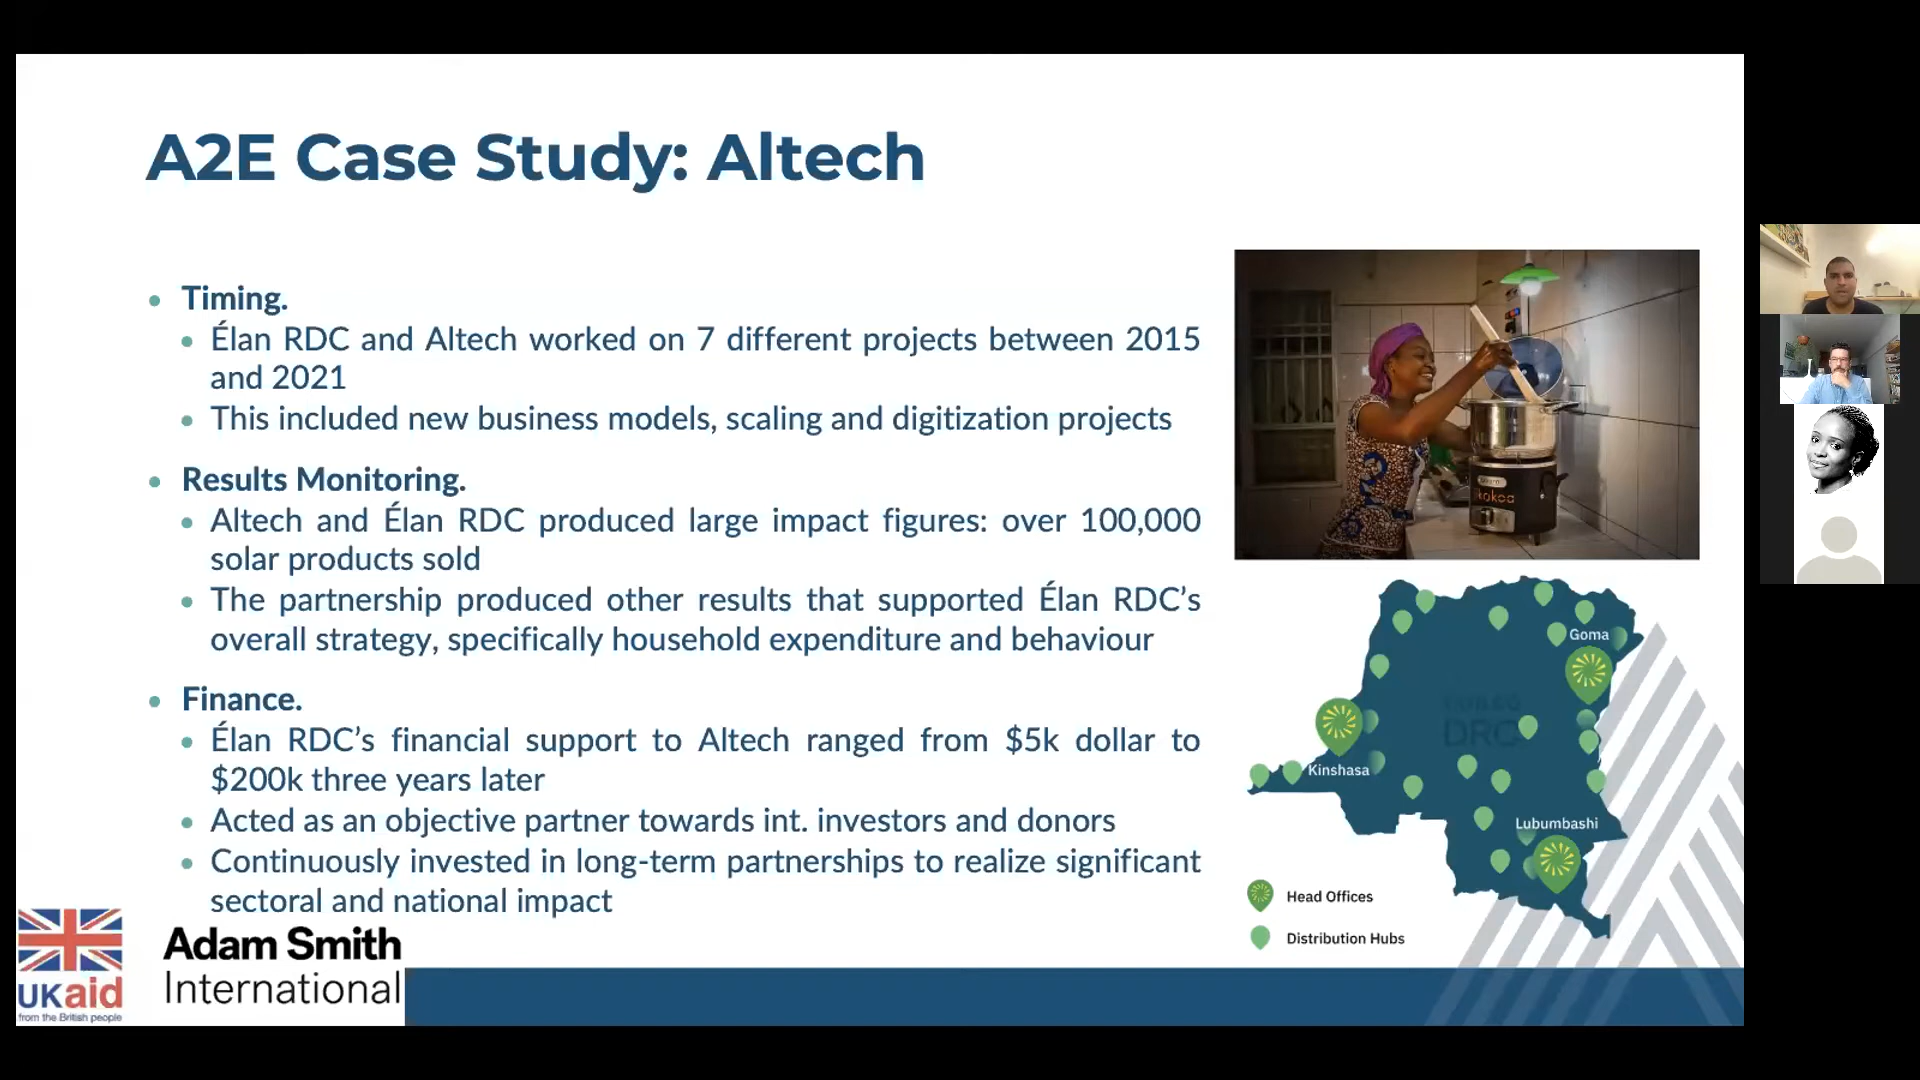 A2E Case Study: Altech
Timing.
Élan RDC and Altech worked on 7 different projects between 2015
and 2021
This included new business models, scaling and digitization projects
Results Monitoring.
Altech and Élan RDC produced large impact figures: over 100,000
solar products sold
The partnership produced other results that supported Élan RDC’s
overall strategy, specifically household expenditure and behaviour
Finance.
Élan RDC’s financial support to Altech ranged from $5k dollar to
$200k three years later
Acted as an objective partner towards int. investors and donors
Continuously invested in long-term partnerships to realize significant
sectoral and national impact
kokoa
Goma
DRC
Kinshasa
Lubumbashi
Head Offices
Distribution Hubs
UKaid
from the British people
Adam Smith
International